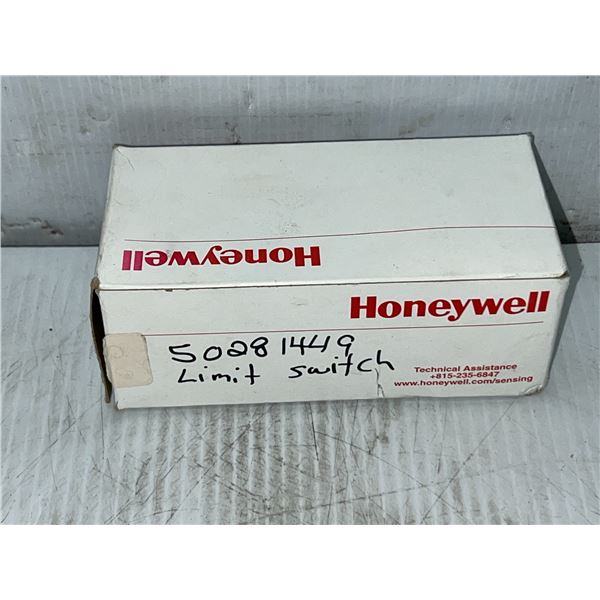 Honeywell
Honeywell
50281449
Limit switch
Technical Assistance
+815-235-6847
www.honeywell.com/sensing